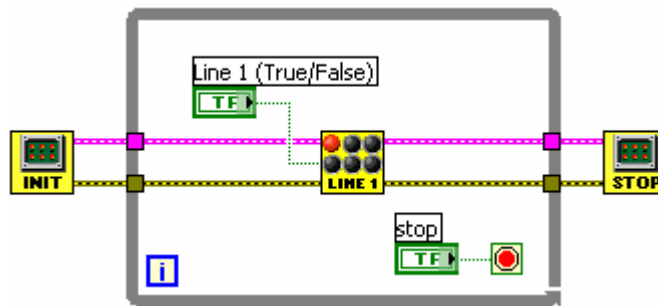 Line 1 (True/False)
TF
INIT
LINE 1
STOP
stop
TF
i